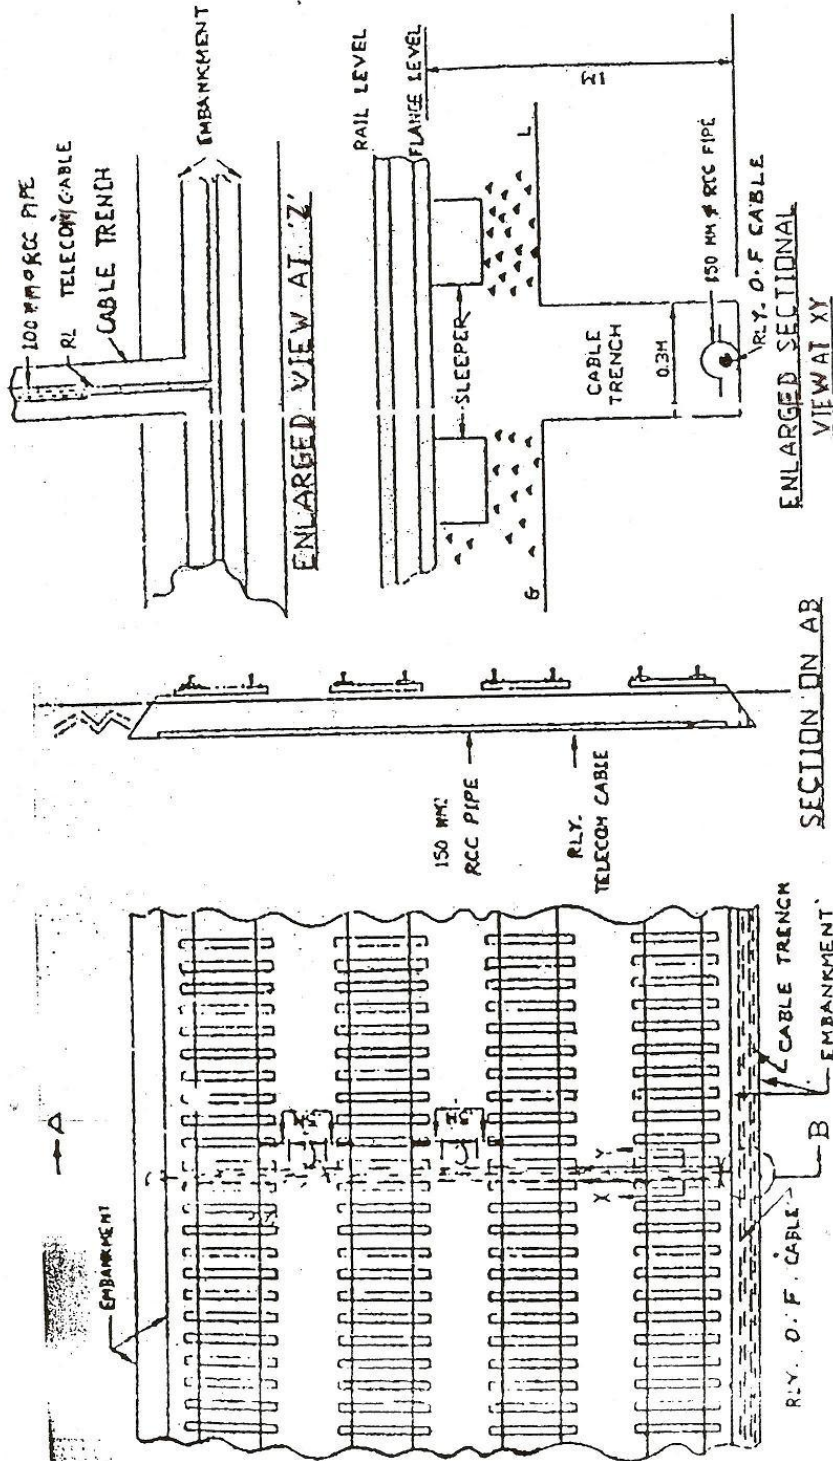 100 MM Φ RCC PIPE
RL TELECOM CABLE
CABLE TRENCH
EMBANKMENT
ENLARGED VIEW AT 'Z'
RAIL LEVEL
FLANGE LEVEL
SLEEPER
G
L
CABLE
TRENCH
0.3M
1M
150 MM Φ RCC PIPE
RLY. O.F CABLE
ENLARGED SECTIONAL
VIEW AT XY
150 MM
RCC PIPE
RLY.
TELECOM CABLE
SECTION ON AB
A
EMBANKMENT
X
Y
RLY. O.F. CABLE
B
CABLE TRENCH
EMBANKMENT